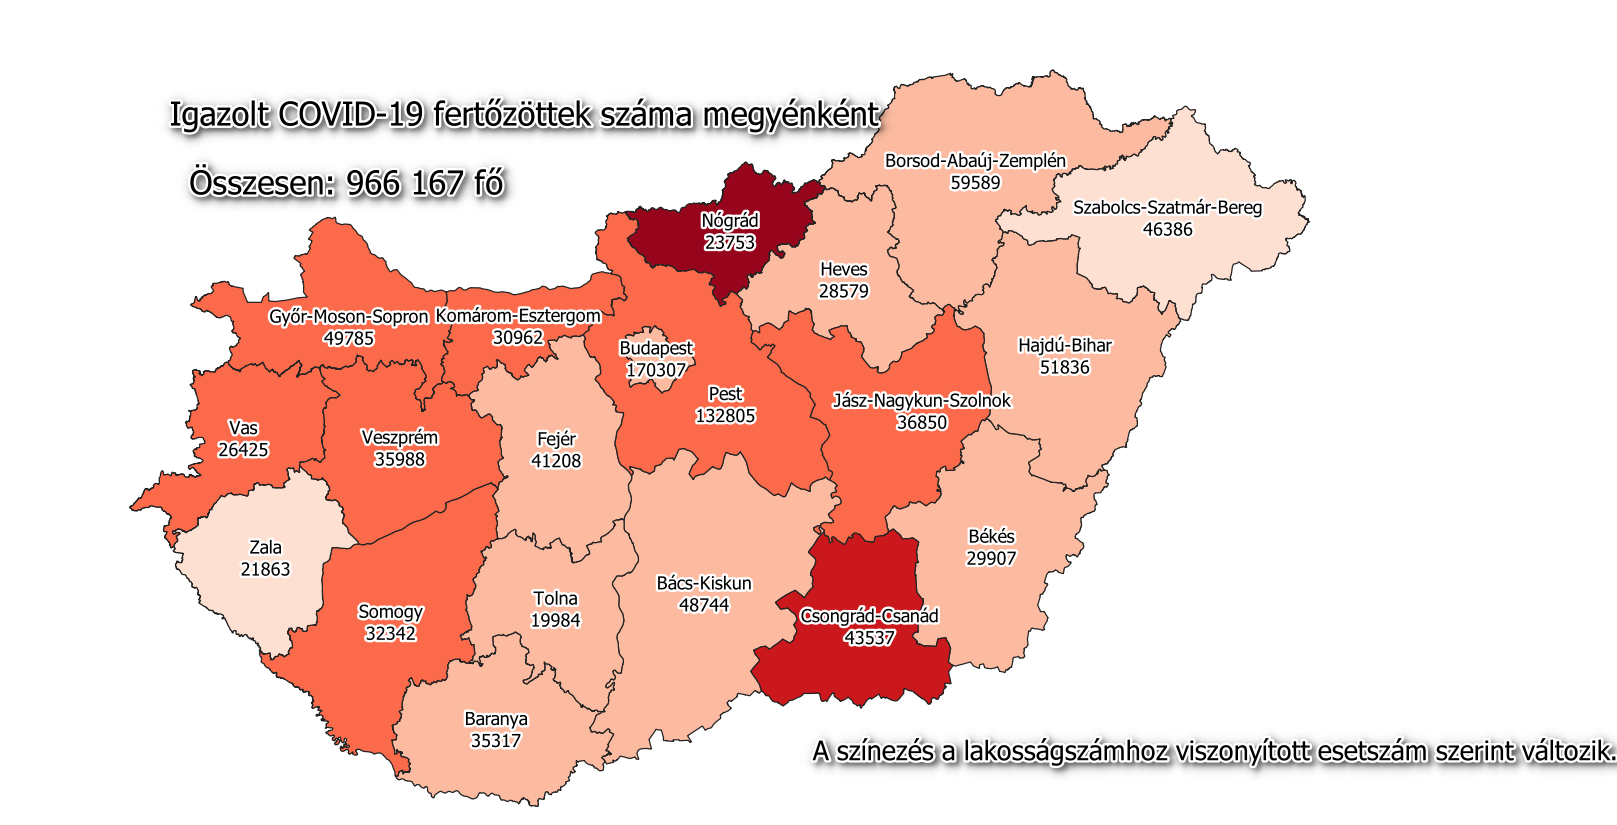 Igazolt COVID-19 fertőzöttek száma megyénként
Összesen: 966 167 fő
Borsod-Abaúj-Zemplén
59589
Szabolcs-Szatmár-Bereg
46386
Nógrád
23753
Heves
28579
Győr-Moson-Sopron
49785
Komárom-Esztergom
30962
Budapest
170307
Hajdú-Bihar
51836
Pest
132805
Jász-Nagykun-Szolnok
36850
Vas
26425
Veszprém
35988
Fejér
41208
Zala
21863
Békés
29907
Somogy
32342
Tolna
19984
Bács-Kiskun
48744
Csongrád-Csanád
43537
Baranya
35317
A színezés a lakosságszámhoz viszonyított esetszám szerint változik.